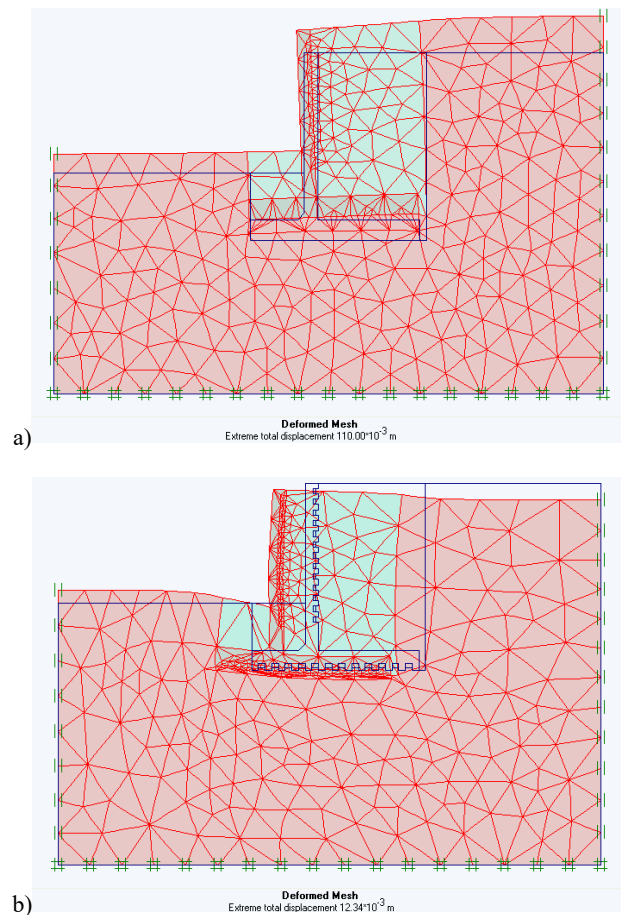 a)
Deformed Mesh
Extreme total displacement 110.00*10-3 m
b)
Deformed Mesh
Extreme total displacement 12.34*10-3 m